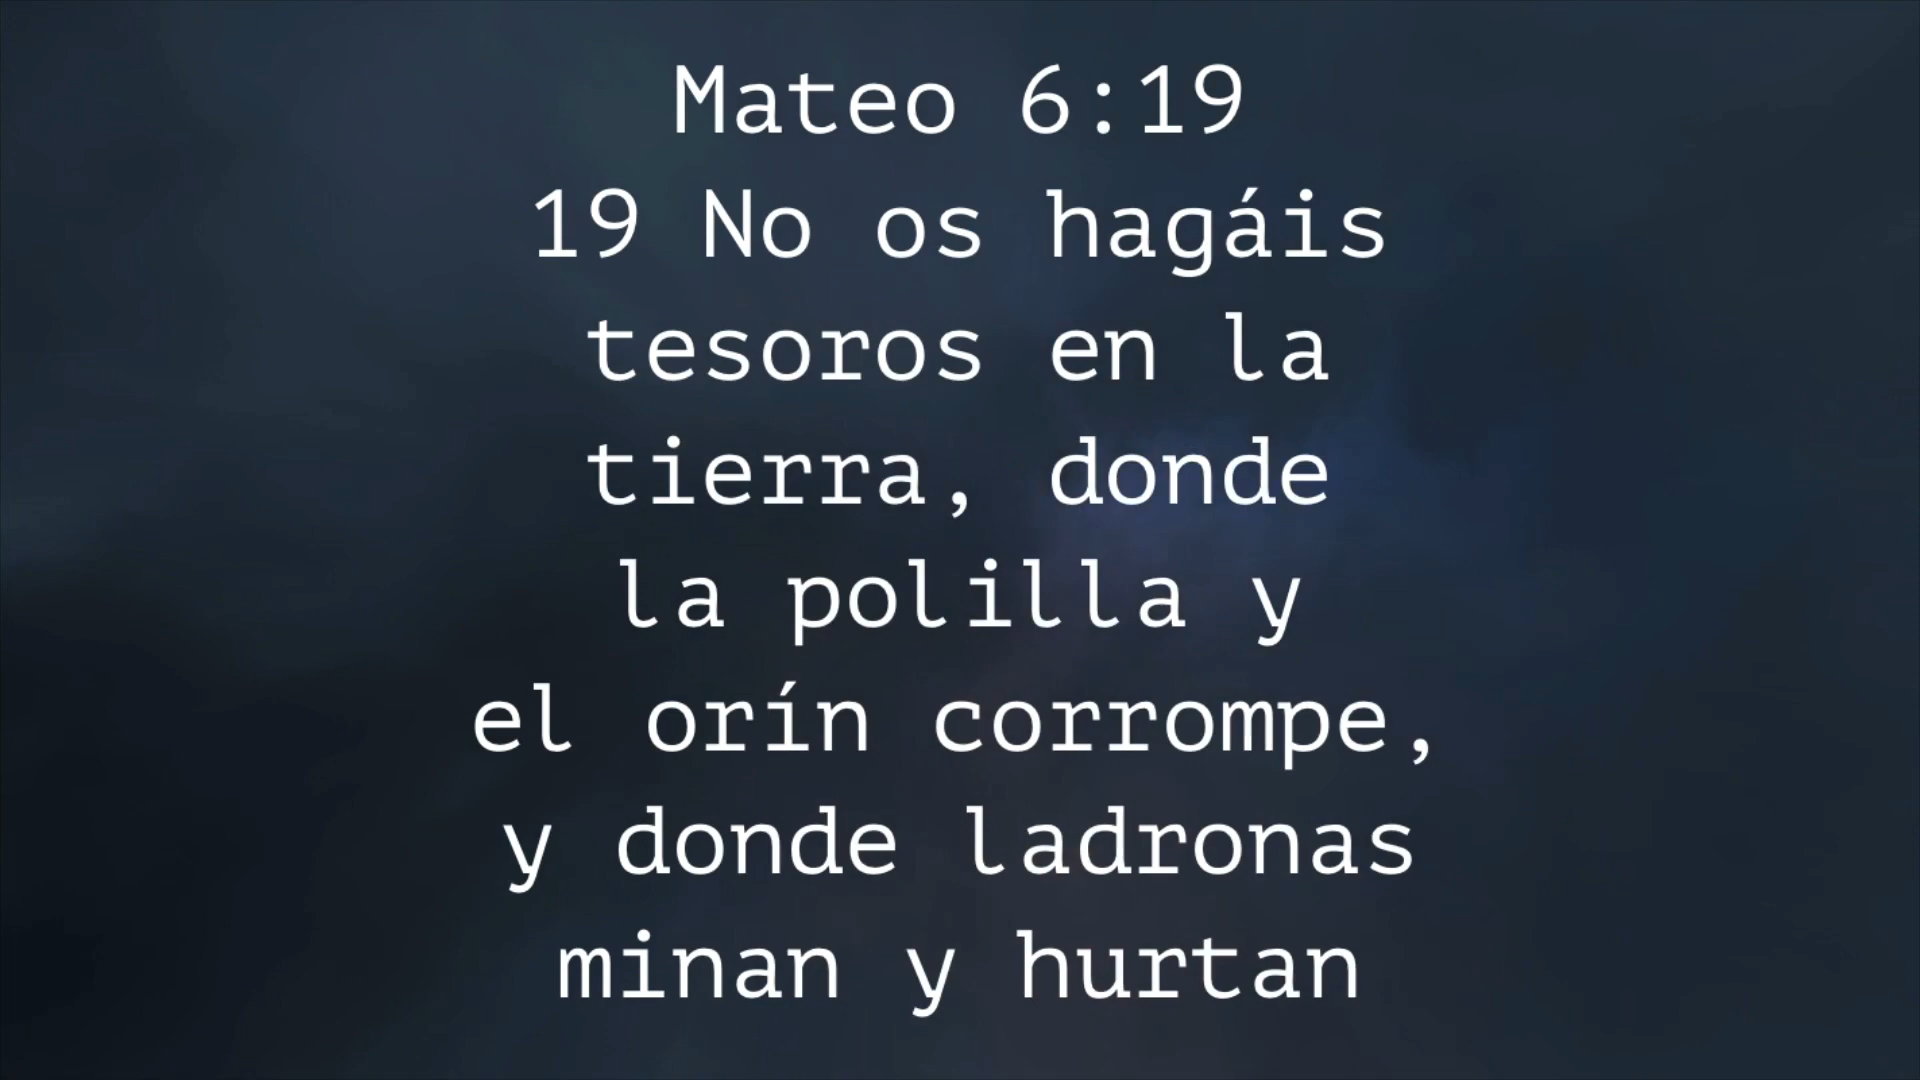 Mateo 6:19
19 No os hagáis
tesoros en la
tierra, donde
la polilla y
el orín corrompe,
y donde ladronas
minan y hurtan